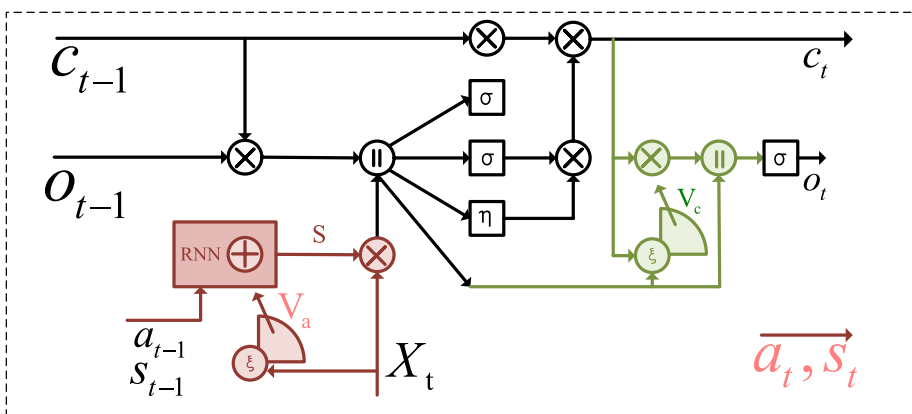 c_{t-1}
c_t
σ
o_{t-1}
σ
σ
o_t
η
V_c
RNN
S
ξ
a_{t-1}
s_{t-1}
V_a
ξ
X_t
a_t, s_t